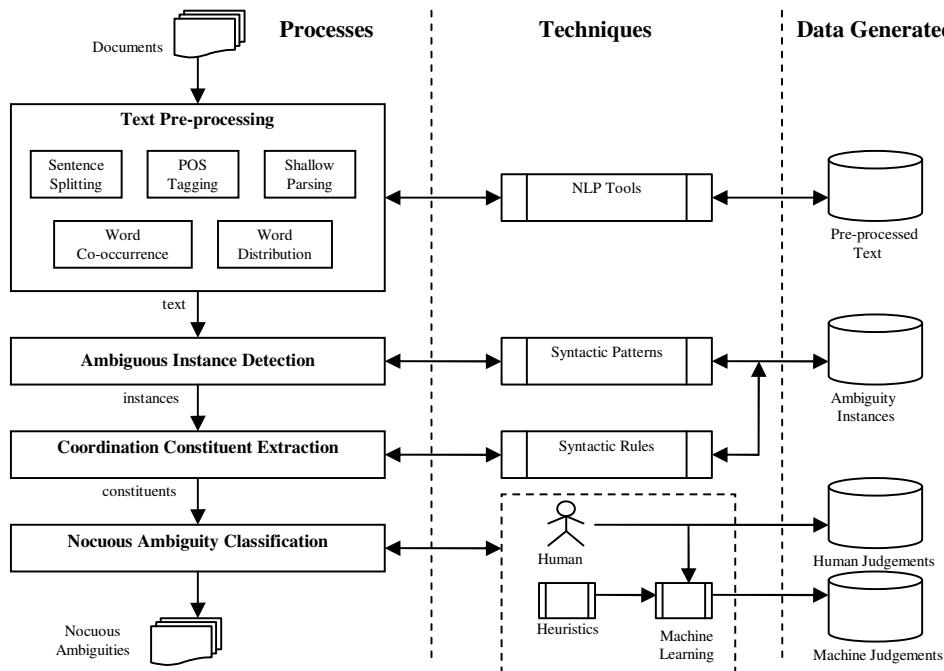 Processes
Techniques
Data Generated
Documents
Text Pre-processing
Sentence
Splitting
POS
Tagging
Shallow
Parsing
Word
Co-occurrence
Word
Distribution
NLP Tools
Pre-processed
Text
text
Ambiguous Instance Detection
Syntactic Patterns
Ambiguity
Instances
instances
Coordination Constituent Extraction
Syntactic Rules
constituents
Nocuous Ambiguity Classification
Human
Human Judgements
Heuristics
Machine
Learning
Machine Judgements
Nocuous
Ambiguities